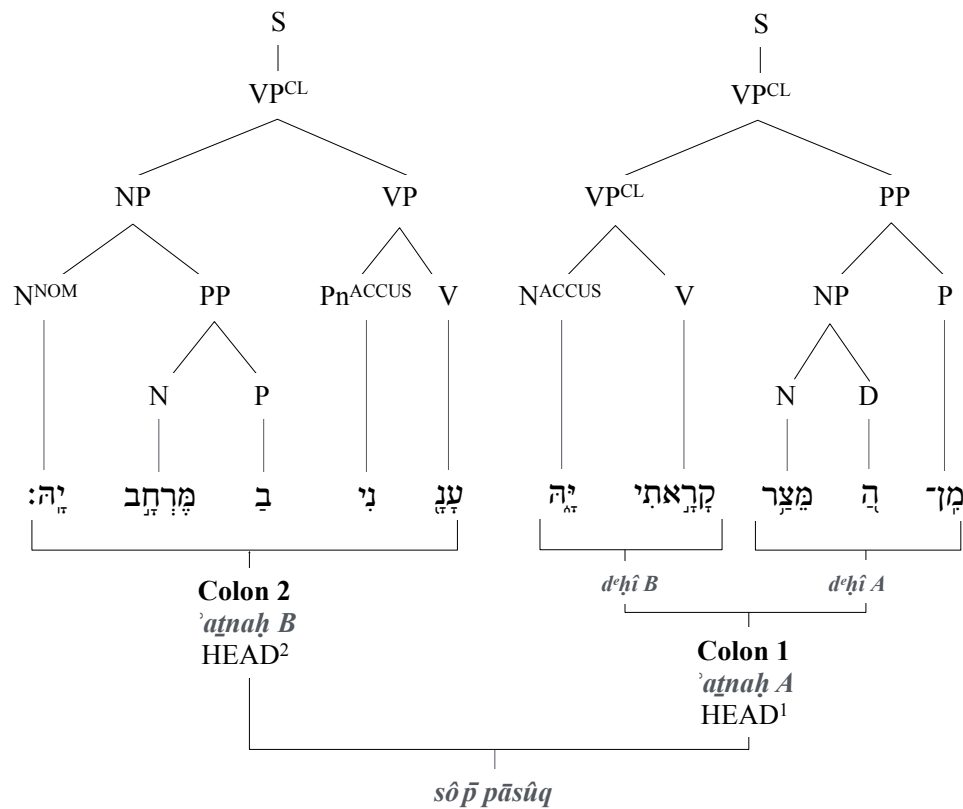 S S
VP^CL VP^CL
NP VP VP^CL PP
N^NOM PP Pn^ACCUS V N^ACCUS V NP P
N P N D
מִֽן־ הַ֭ מֵּצַ֥ר קָרָ֣אתִי יָּ֑הּ עָנָ֖ נִי בַ מֶּרְחָ֣ב יָֽהּ׃
dᵉḥî B dᵉḥî A
Colon 2
ʾaṯnaḥ B
HEAD²
Colon 1
ʾaṯnaḥ A
HEAD¹
sôp̄ pāsûq